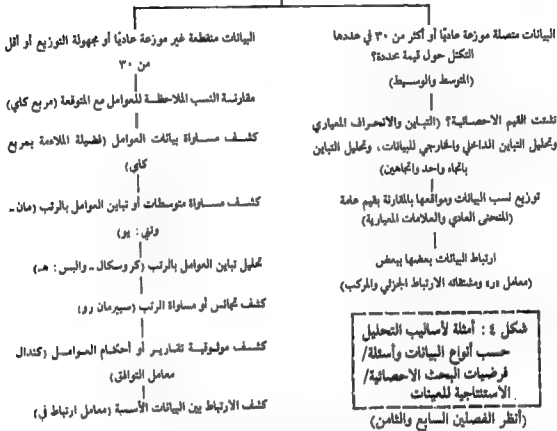 البيانات متصلة موزعة عاديًا أو أكثر من ٣٠ في عددها
التكتل حول قيمة محددة؟
(المتوسط والوسيط)
تشتت القيم الاحصائية؟ (التباين والانحراف المعياري
وتحليل التباين الداخلي والخارجي للبيانات، وتحليل التباين
باتجاه واحد واتجاهين)
توزيع نسب البيانات ومواقعها بالمقارنة بقيم عامة
(المنحنى العادي والعلامات المعيارية)
ارتباط البيانات بعضها ببعض
(معامل «ر» ومشتقاته الارتباط الجزئي والمركب)
شكل ٤ : أمثلة لأساليب التحليل
حسب أنواع البيانات وأسئلة/
فرضيات البحث الاحصائية/
الاستنتاجية للعينات
(أنظر الفصلين السابع والثامن)
البيانات منقطعة غير موزعة عاديًا أو مجهولة التوزيع أو أقل
من ٣٠
مقارنة النسب الملاحظة للعوامل مع المتوقعة (مربع كاي)
كشف مساواة بيانات العوامل (فضيلة الملاءمة بمربع
كاي)
كشف مساواة متوسطات أو تباين العوامل بالرتب (مان ــ
وتني : يو)
تحليل تباين العوامل بالرتب (كروسكال ــ والس : هـ)
كشف تجانس أو مساواة الرتب (سبيرمان رو)
كشف موثوقية تقارير أو أحكام العوامل (كندال
معامل التوافق)
كشف الارتباط بين البيانات الأسمية (معامل ارتباط في)